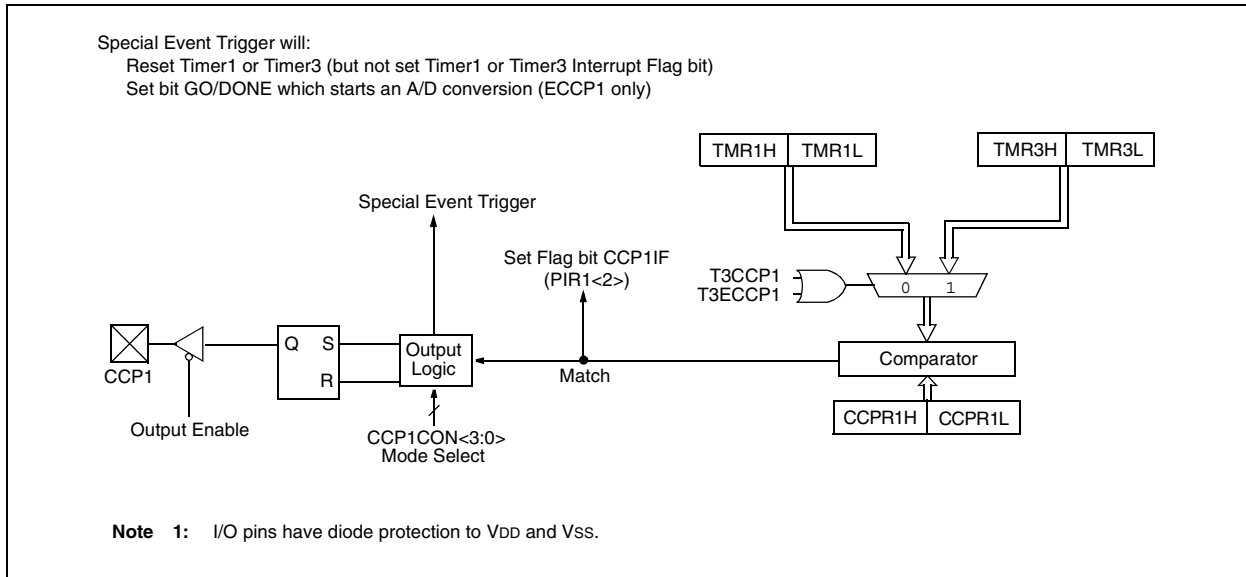 Special Event Trigger will:
Reset Timer1 or Timer3 (but not set Timer1 or Timer3 Interrupt Flag bit)
Set bit GO/DONE which starts an A/D conversion (ECCP1 only)
TMR1H TMR1L
TMR3H TMR3L
Special Event Trigger
Set Flag bit CCP1IF
(PIR1<2>)
T3CCP1
T3ECCP1
0 1
Q S
R
Output
Logic
Comparator
CCP1
Match
Output Enable
CCP1CON<3:0>
Mode Select
CCPR1H CCPR1L
Note 1: I/O pins have diode protection to VDD and VSS.